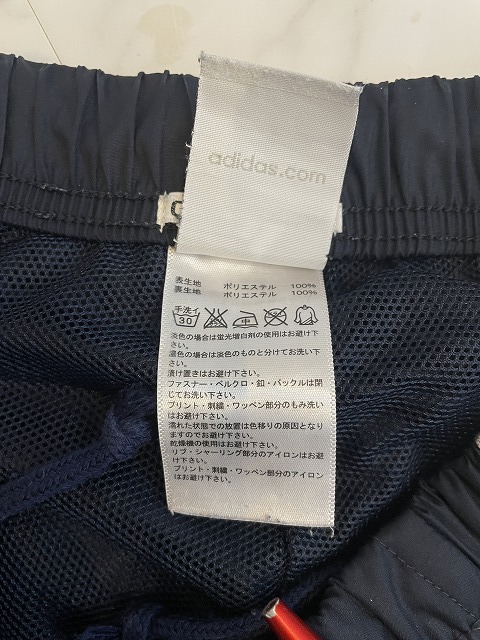 adidas.com
表生地 ポリエステル 100%
裏生地 ポリエステル 100%
手洗イ
30 中
淡色の場合は蛍光増白剤の使用はお避け下
さい。
濃色の場合は淡色のものと分けてお洗い下
さい。
漬け置きはお避け下さい。
ファスナー・ベルクロ・釦・バックルは閉
じてお洗い下さい。
プリント・刺繍・ワッペン部分のもみ洗い
はお避け下さい。
濡れた状態での放置は色移りの原因となり
ますのでお避け下さい。
乾燥機の使用はお避け下さい。
リブ・シャーリング部分のアイロンはお避
け下さい。
プリント・刺繍・ワッペン部分のアイロン
はお避け下さい。